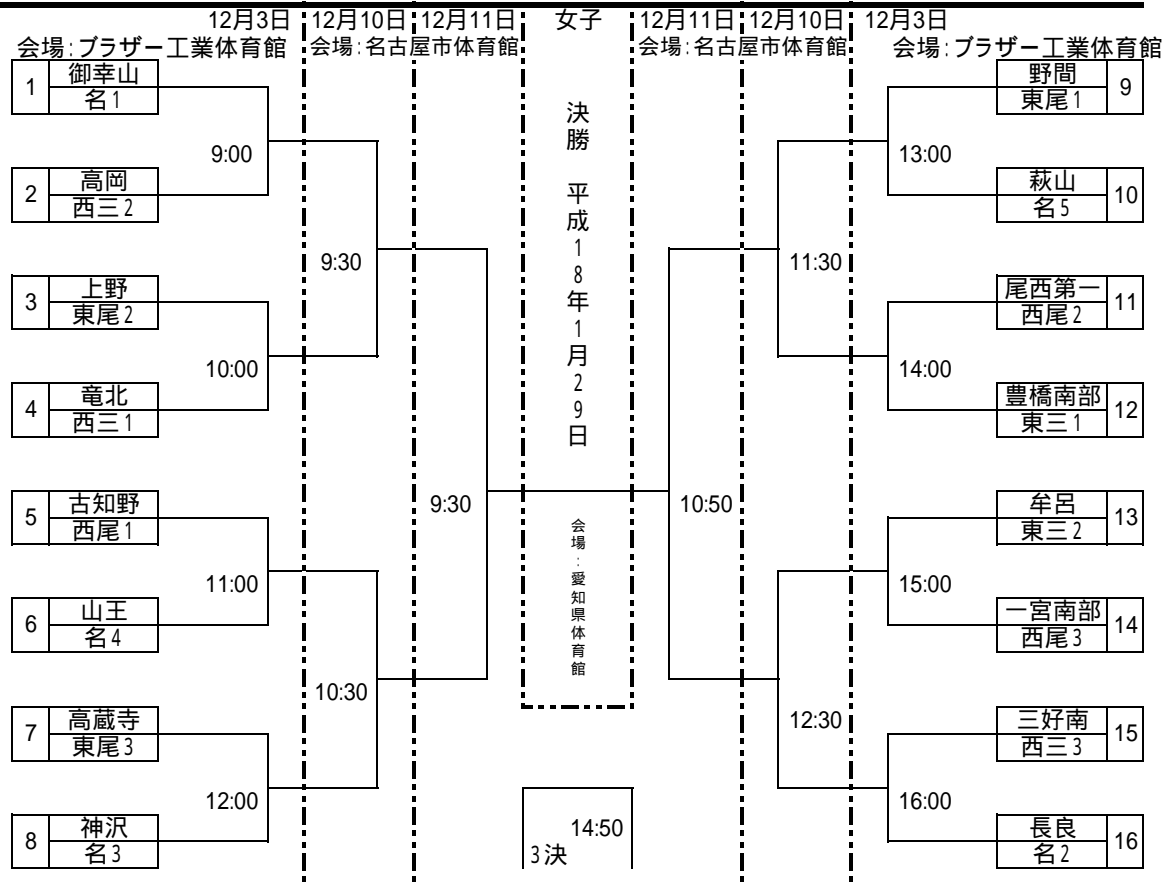 12月3日 12月10日 12月11日 女子 12月11日 12月10日 12月3日
会場:ブラザー工業体育館 会場:名古屋市体育館 会場:名古屋市体育館 会場:ブラザー工業体育館
1 御幸山 名1
9:00
2 高岡 西三2
9:30
3 上野 東尾2
10:00
4 竜北 西三1
9:30
5 古知野 西尾1
11:00
6 山王 名4
10:30
7 高蔵寺 東尾3
12:00
8 神沢 名3
決勝 平成18年1月29日
会場:愛知県体育館
14:50
3決
野間 東尾1 9
13:00
萩山 名5 10
11:30
尾西第一 西尾2 11
14:00
豊橋南部 東三1 12
10:50
牟呂 東三2 13
15:00
一宮南部 西尾3 14
12:30
三好南 西三3 15
16:00
長良 名2 16